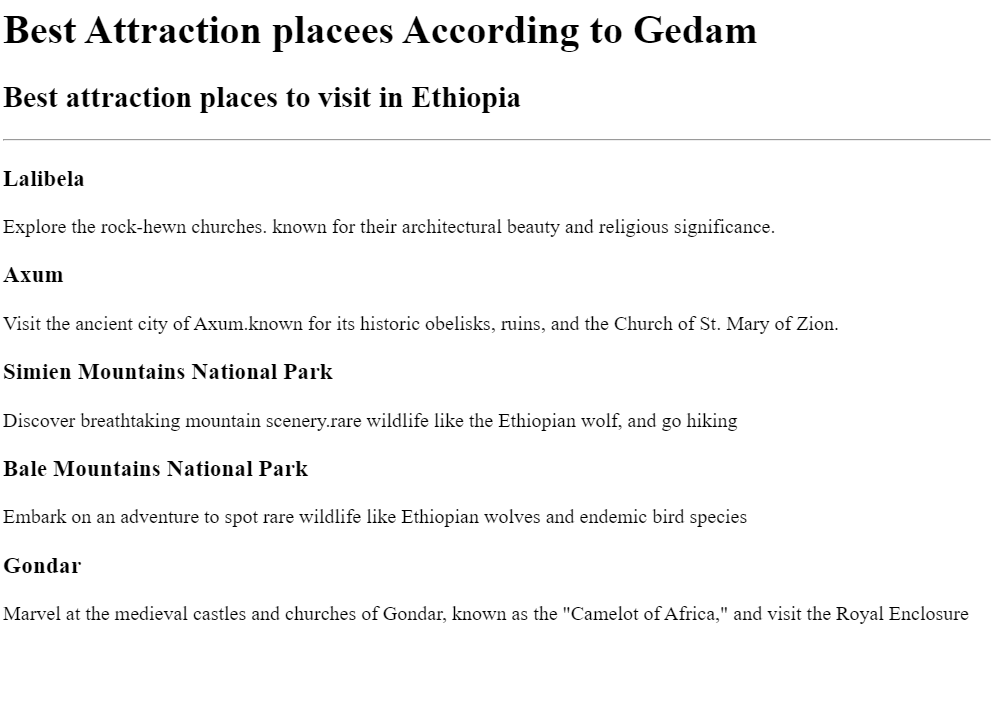 Best Attraction placees According to Gedam
Best attraction places to visit in Ethiopia
Lalibela
Explore the rock-hewn churches. known for their architectural beauty and religious significance.
Axum
Visit the ancient city of Axum.known for its historic obelisks, ruins, and the Church of St. Mary of Zion.
Simien Mountains National Park
Discover breathtaking mountain scenery.rare wildlife like the Ethiopian wolf, and go hiking
Bale Mountains National Park
Embark on an adventure to spot rare wildlife like Ethiopian wolves and endemic bird species
Gondar
Marvel at the medieval castles and churches of Gondar, known as the "Camelot of Africa," and visit the Royal Enclosure